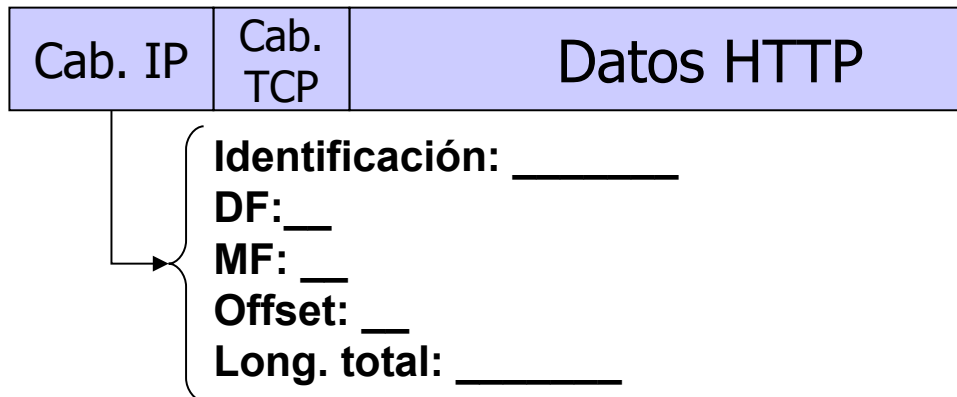 Cab. IP
Cab.
TCP
Datos HTTP
Identificación: _______
DF:__
MF: __
Offset: __
Long. total: _______